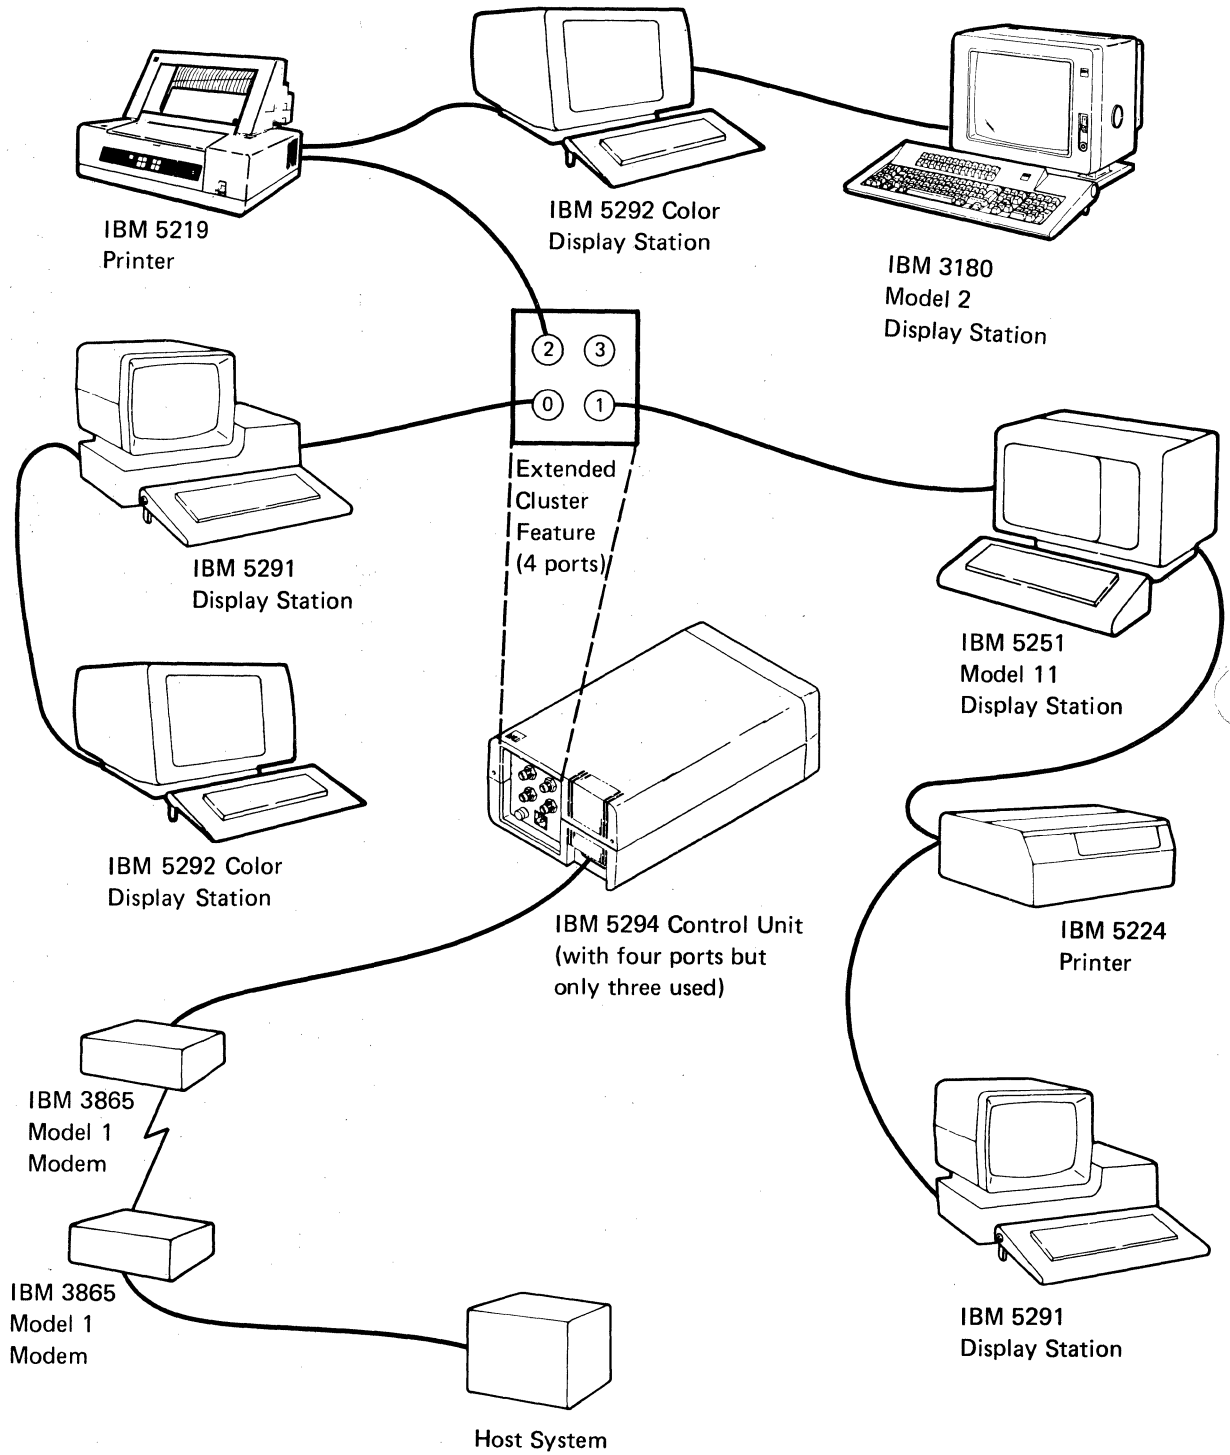 IBM 5219
Printer
IBM 5292 Color
Display Station
IBM 3180
Model 2
Display Station
2 3
0 1
Extended
Cluster
Feature
(4 ports)
IBM 5291
Display Station
IBM 5251
Model 11
Display Station
IBM 5292 Color
Display Station
IBM 5294 Control Unit
(with four ports but
only three used)
IBM 5224
Printer
IBM 3865
Model 1
Modem
IBM 3865
Model 1
Modem
IBM 5291
Display Station
Host System